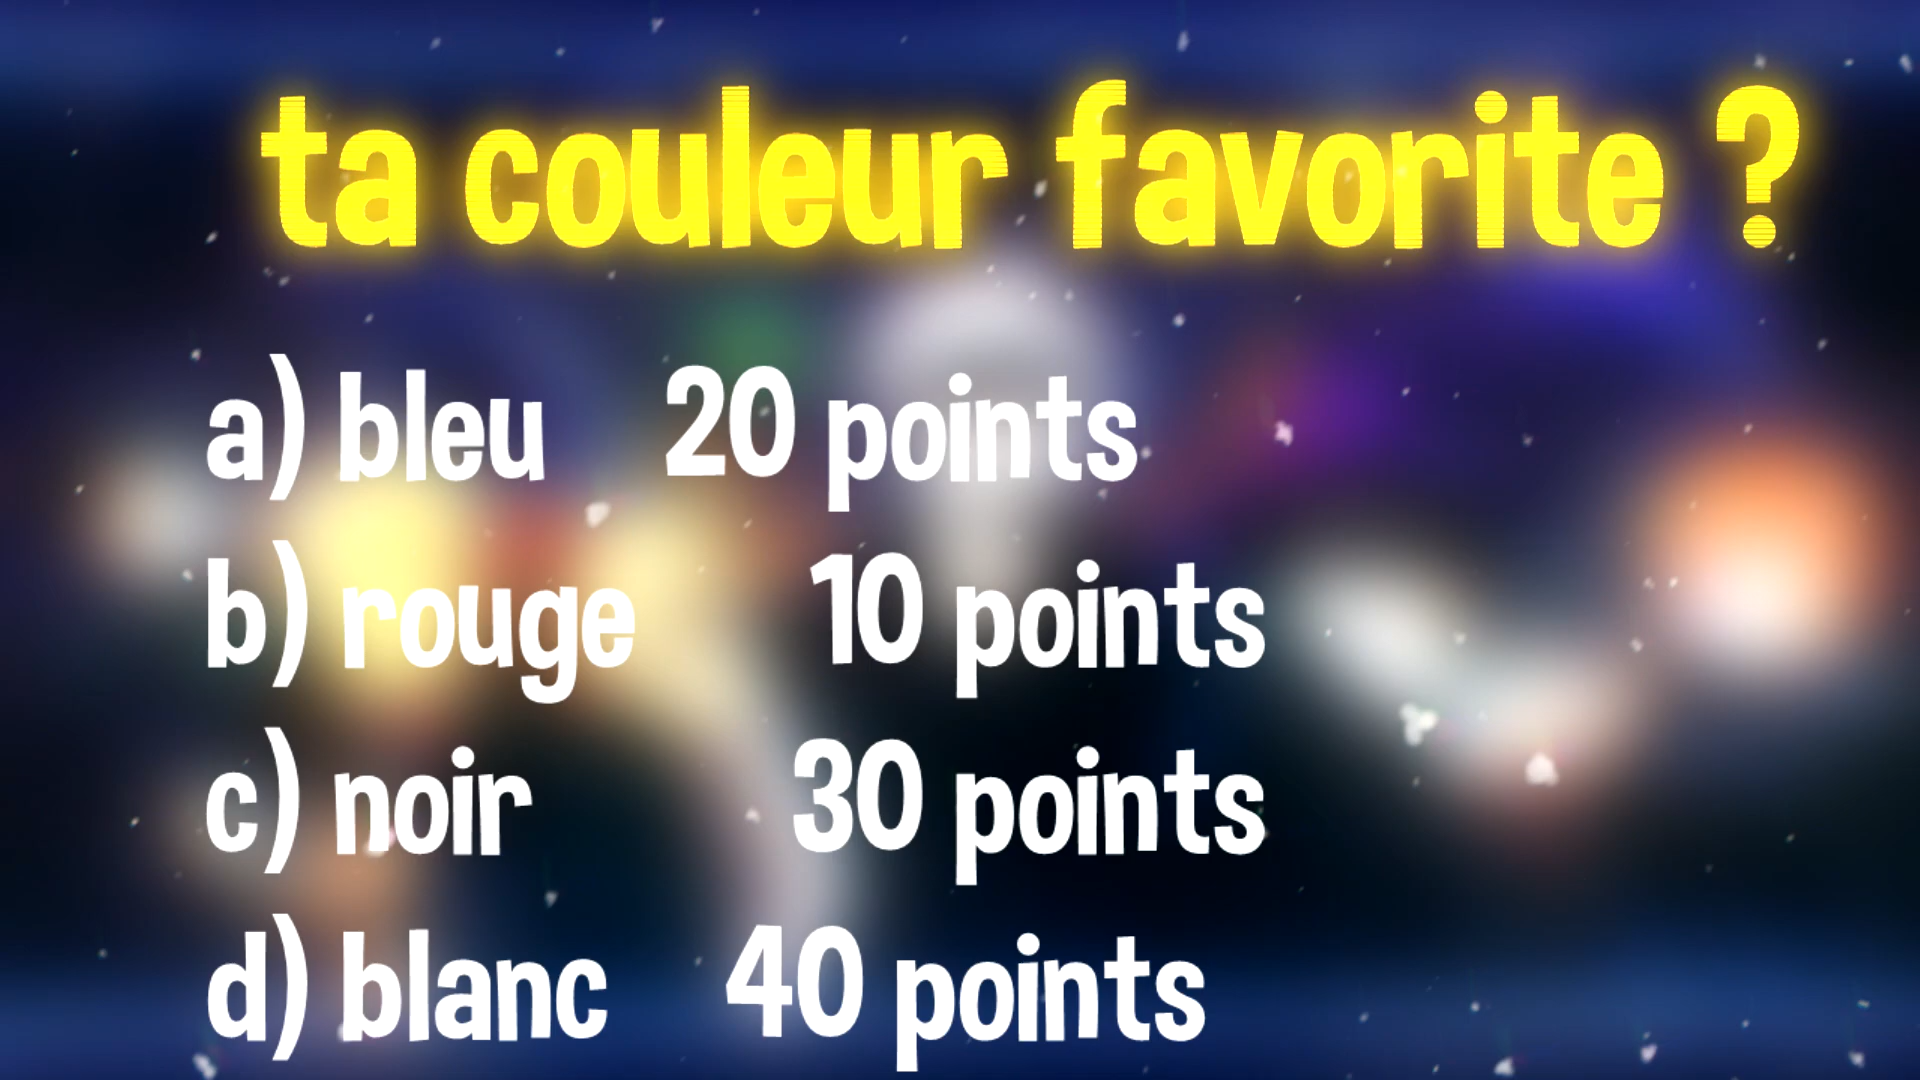 ta couleur favorite ?
a) bleu 20 points
b) rouge 10 points
c) noir 30 points
d) blanc 40 points